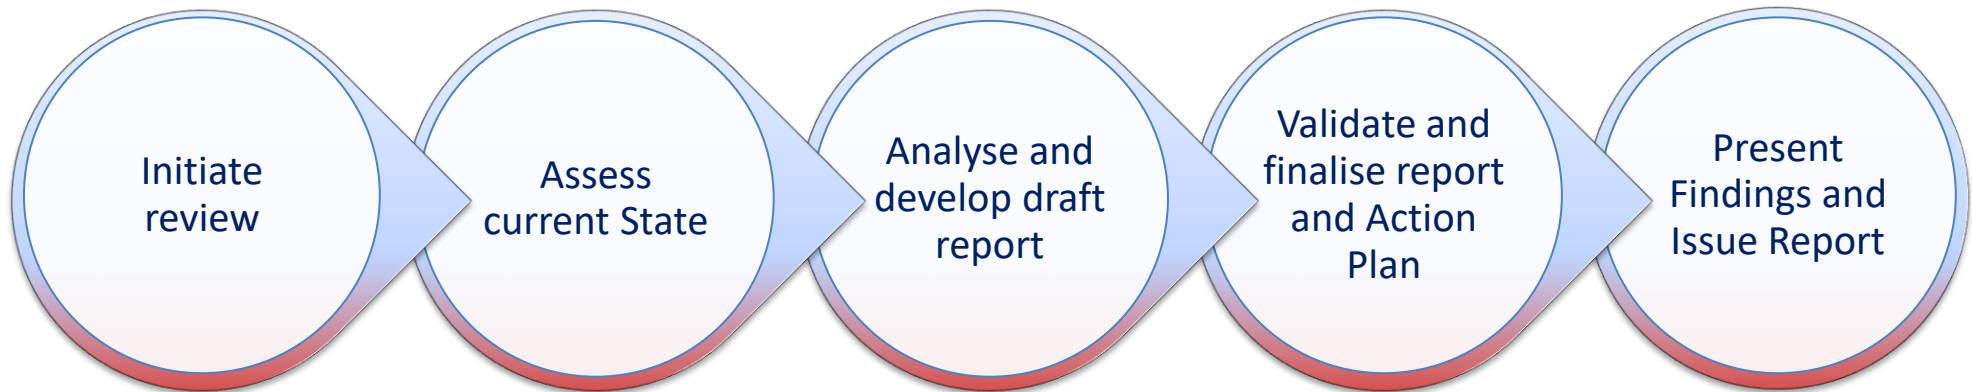 Initiate
review
Assess
current State
Analyse and
develop draft
report
Validate and
finalise report
and Action
Plan
Present
Findings and
Issue Report